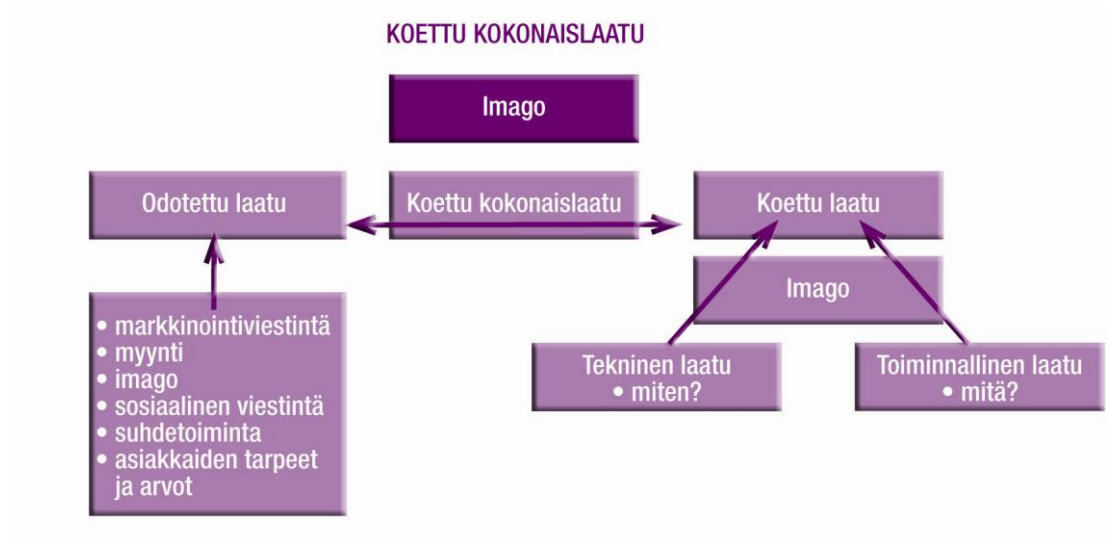 KOETTU KOKONAISLAATU
Imago
Odotettu laatu
Koettu kokonaislaatu
Koettu laatu
Imago
• markkinointiviestintä
• myynti
• imago
• sosiaalinen viestintä
• suhdetoiminta
• asiakkaiden tarpeet
ja arvot
Tekninen laatu
• miten?
Toiminnallinen laatu
• mitä?